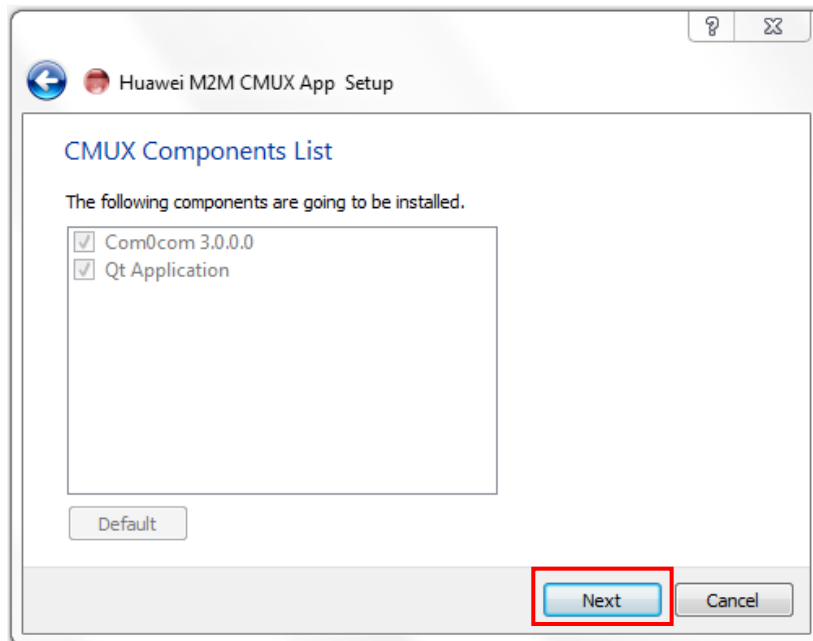 ?
Huawei M2M CMUX App  Setup
CMUX Components List
The following components are going to be installed.
Com0com 3.0.0.0
Qt Application
Default
Next
Cancel